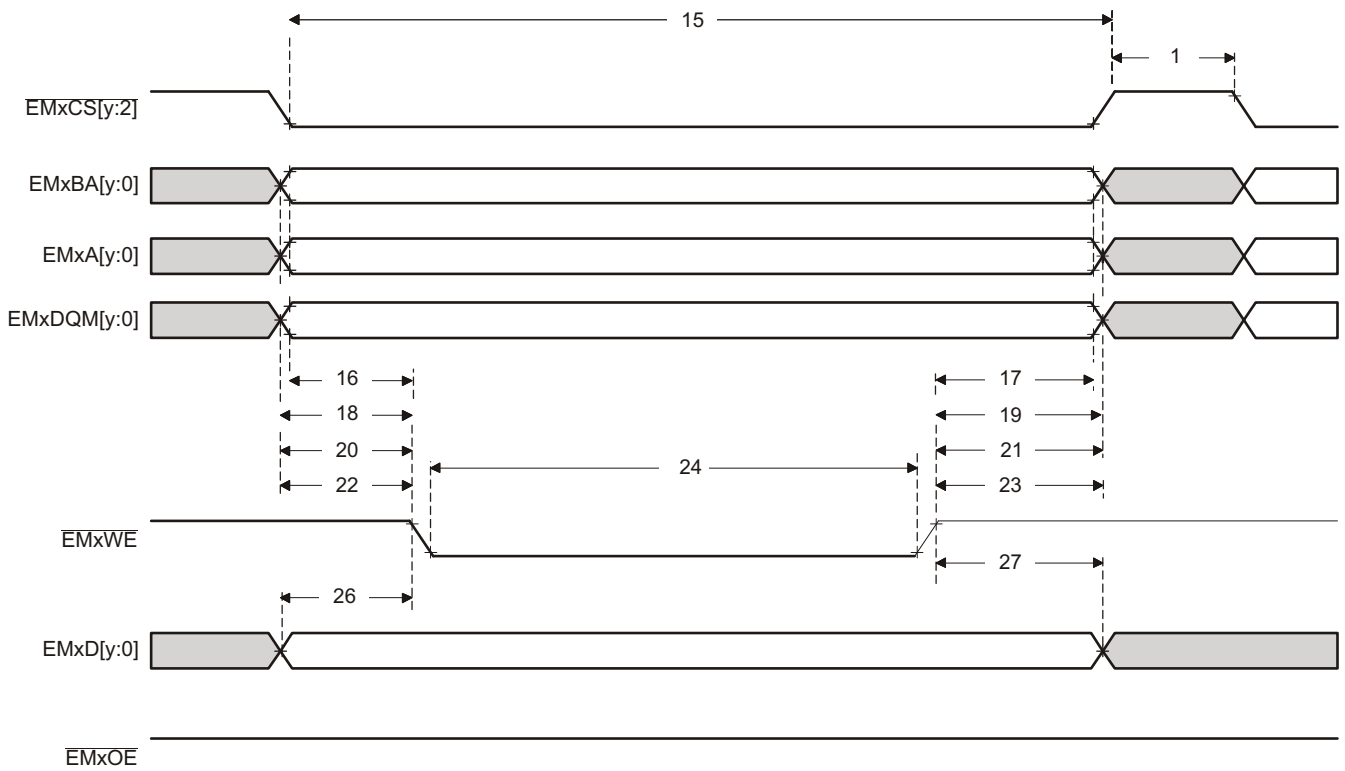 15
1
EMxCS[y:2]
EMxBA[y:0]
EMxA[y:0]
EMxDQM[y:0]
16 17
18 19
20 21
24
22 23
EMxWE
27
26
EMxD[y:0]
EMxOE